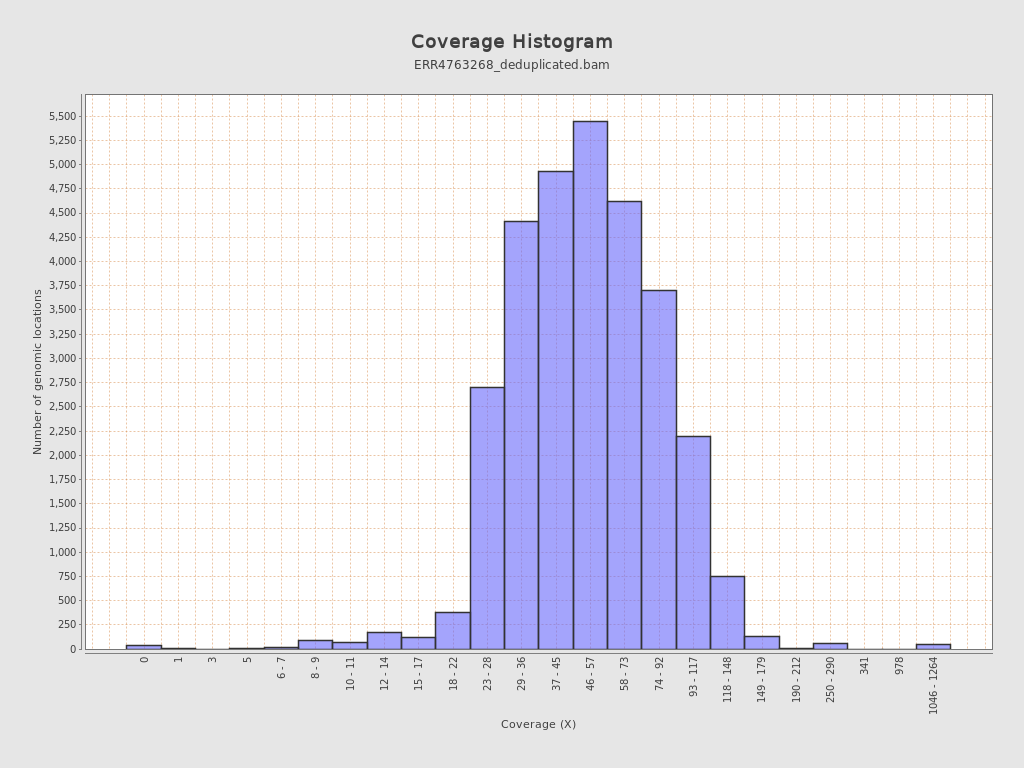 Coverage Histogram
ERR4763268_deduplicated.bam
Number of genomic locations
5,500
5,250
5,000
4,750
4,500
4,250
4,000
3,750
3,500
3,250
3,000
2,750
2,500
2,250
2,000
1,750
1,500
1,250
1,000
750
500
250
0
0
1
3
5
6 - 7
8 - 9
10 - 11
12 - 14
15 - 17
18 - 22
23 - 28
29 - 36
37 - 45
46 - 57
58 - 73
74 - 92
93 - 117
118 - 148
149 - 179
190 - 212
250 - 290
341
978
1046 - 1264
Coverage (X)